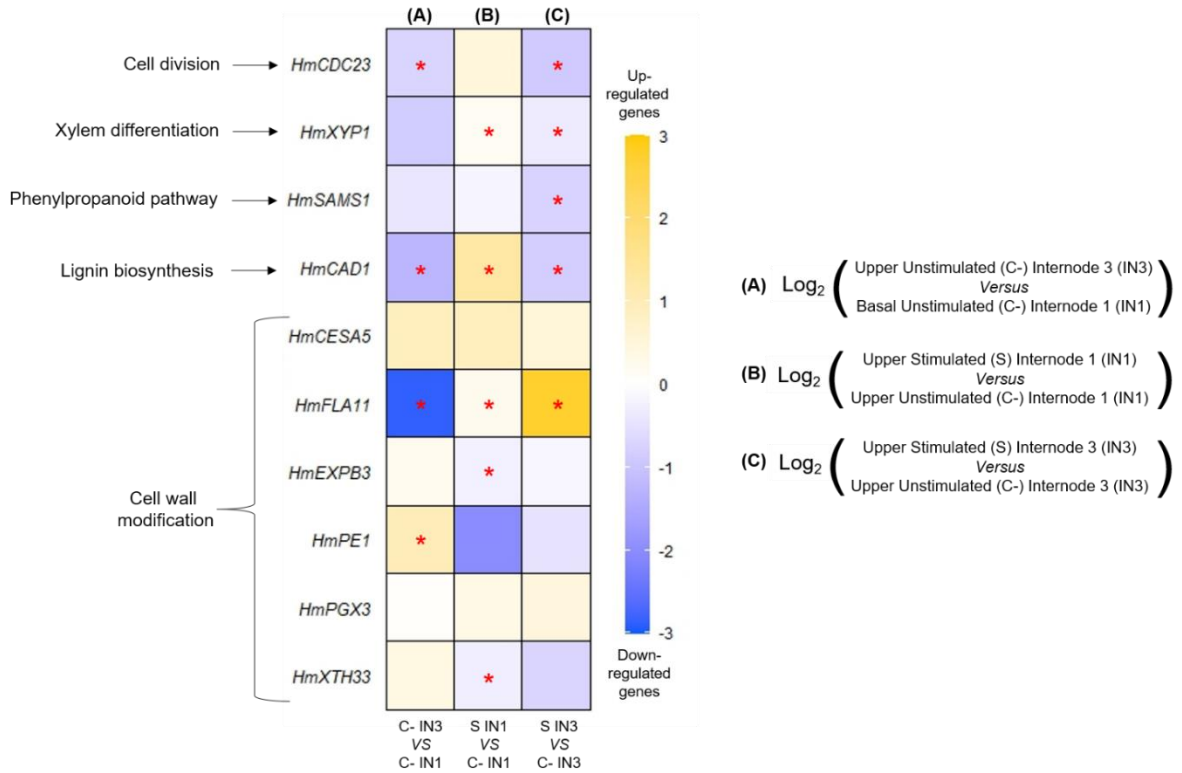 (A) (B) (C)
Cell division
HmCDC23
*
*
Xylem differentiation
HmXYP1
*
*
Phenylpropanoid pathway
HmSAMS1
*
Lignin biosynthesis
HmCAD1
*
*
*
HmCESA5
HmFLA11
*
*
*
HmEXPB3
*
Cell wall
modification
HmPE1
*
HmPGX3
HmXTH33
*
C- IN3
VS
C- IN1
S IN1
VS
C- IN1
S IN3
VS
C- IN3
Up-
regulated
genes
3
2
1
0
-1
-2
-3
Down-
regulated
genes
(A) Log2
Upper Unstimulated (C-) Internode 3 (IN3)
Versus
Basal Unstimulated (C-) Internode 1 (IN1)
(B) Log2
Upper Stimulated (S) Internode 1 (IN1)
Versus
Upper Unstimulated (C-) Internode 1 (IN1)
(C) Log2
Upper Stimulated (S) Internode 3 (IN3)
Versus
Upper Unstimulated (C-) Internode 3 (IN3)